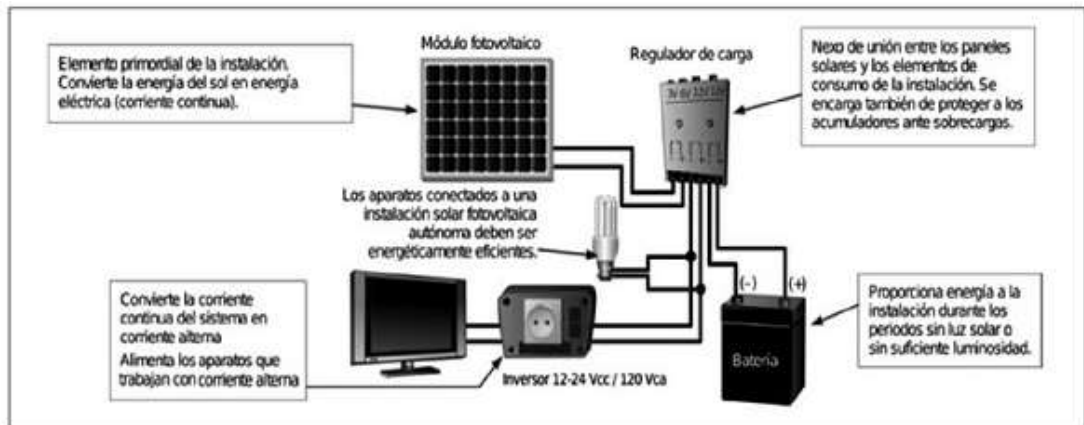 Módulo fotovoltaico
Elemento primordial de la instalación.
Convierte la energía del sol en energía
eléctrica (corriente continua).
Regulador de carga
Nexo de unión entre los paneles
solares y los elementos de
consumo de la instalación. Se
encarga también de proteger a los
acumuladores ante sobrecargas.
Los aparatos conectados a una
instalación solar fotovoltaica
autónoma deben ser
energéticamente eficientes.
(-)
(+)
Batería
Proporciona energía a la
instalación durante los
periodos sin luz solar o
sin suficiente luminosidad.
Convierte la corriente
continua del sistema en
corriente alterna
Alimenta los aparatos que
trabajan con corriente alterna
Inversor 12-24 Vcc / 120 Vca